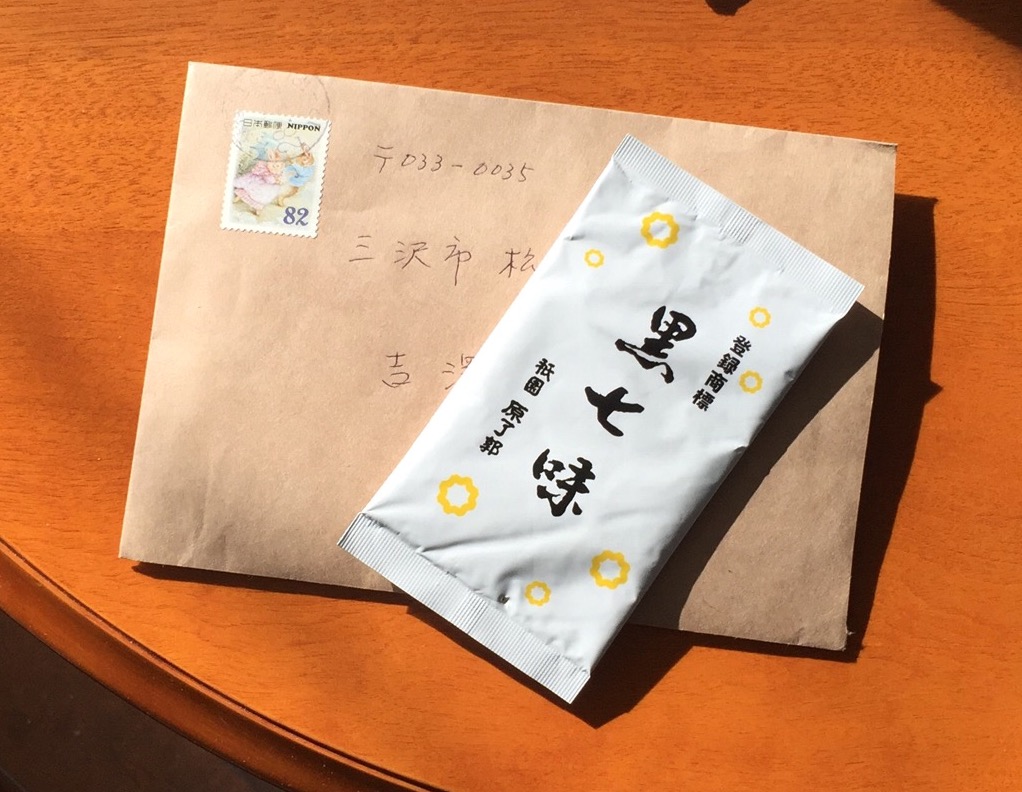 日本郵便 NIPPON
82
〒033-0035
三沢市 松
吉
登録商標
黒七味
祇園 原了郭